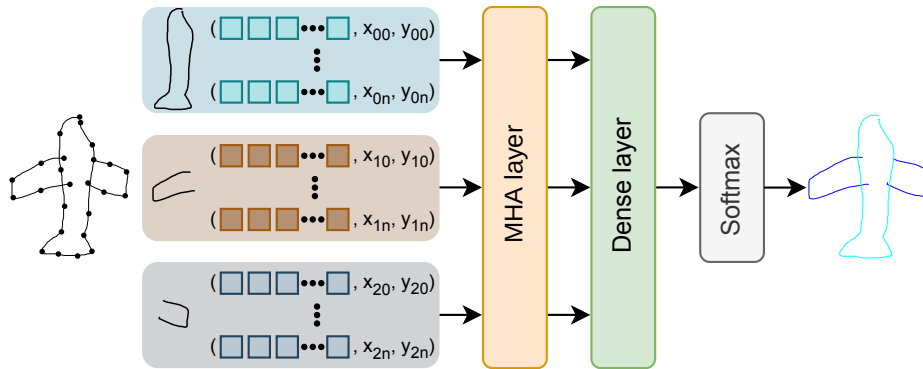 ( , x00, y00)
( , x0n, y0n)
( , x10, y10)
( , x1n, y1n)
( , x20, y20)
( , x2n, y2n)
MHA layer
Dense layer
Softmax